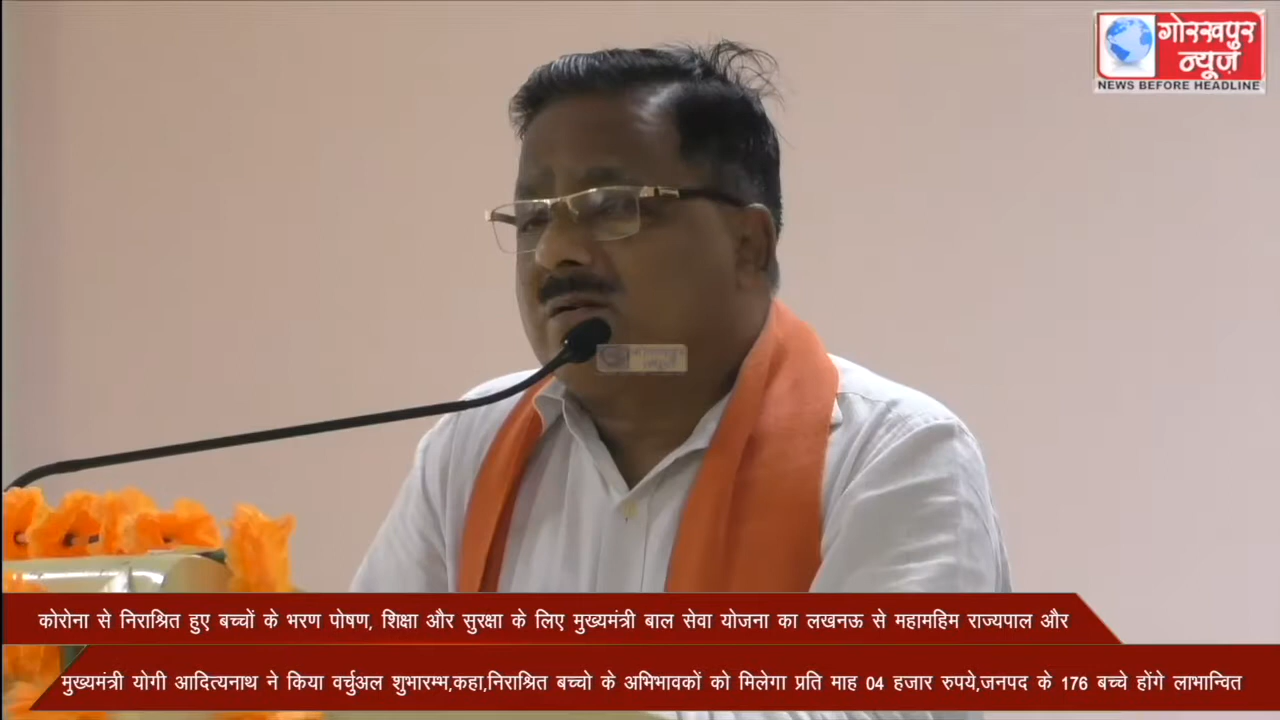 गोरखपुर
न्यूज़
NEWS BEFORE HEADLINE
न्यूज़
कोरोना से निराश्रित हुए बच्चों के भरण पोषण, शिक्षा और सुरक्षा के लिए मुख्यमंत्री बाल सेवा योजना का लखनऊ से महामहिम राज्यपाल और
मुख्यमंत्री योगी आदित्यनाथ ने किया वर्चुअल शुभारम्भ,कहा,निराश्रित बच्चो के अभिभावकों को मिलेगा प्रति माह 04 हजार रुपये,जनपद के 176 बच्चे होंगे लाभान्वित